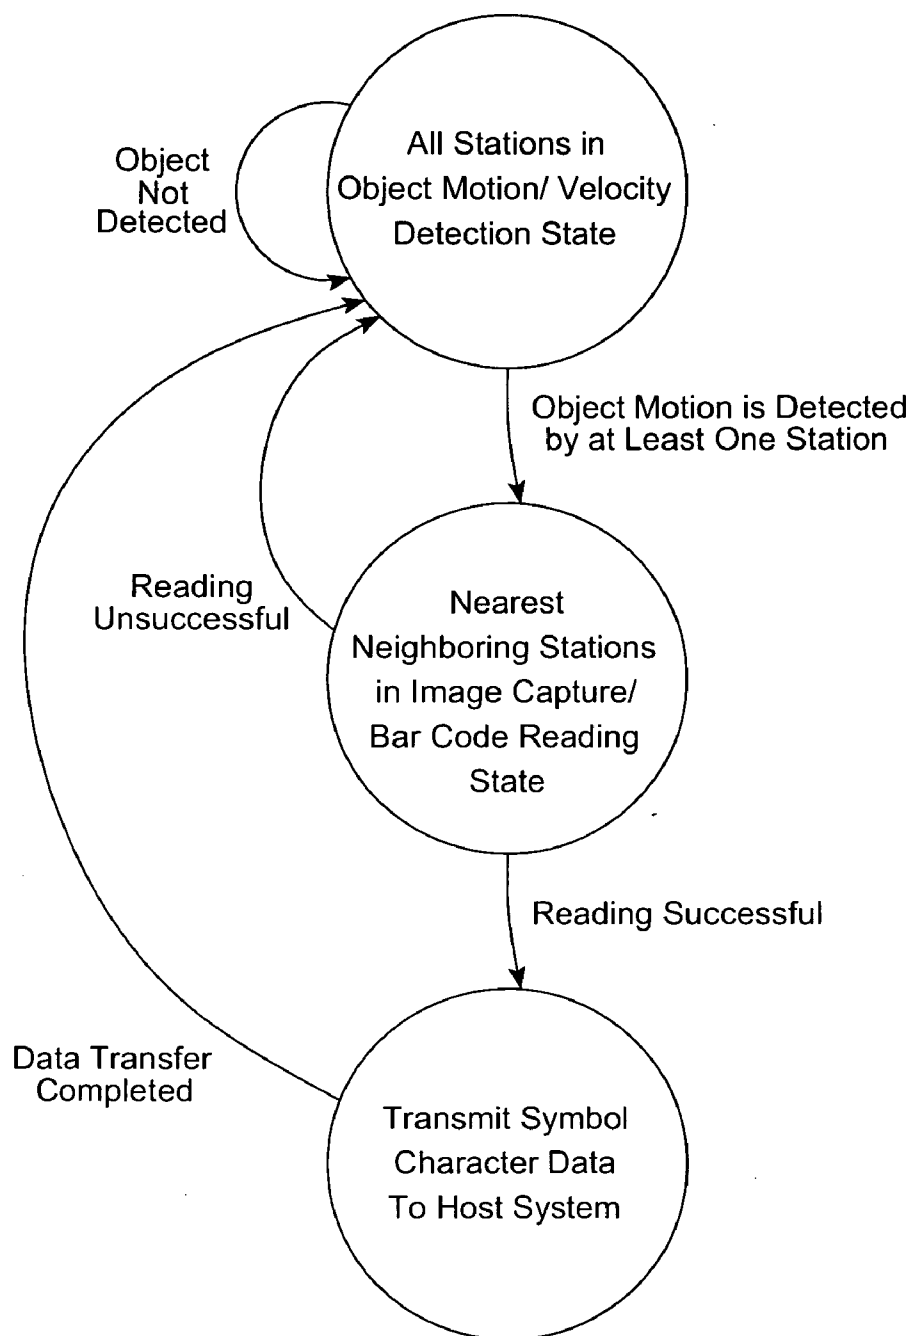 Object
Not
Detected
All Stations in
Object Motion/ Velocity
Detection State
Object Motion is Detected
by at Least One Station
Reading
Unsuccessful
Nearest
Neighboring Stations
in Image Capture/
Bar Code Reading
State
Reading Successful
Data Transfer
Completed
Transmit Symbol
Character Data
To Host System